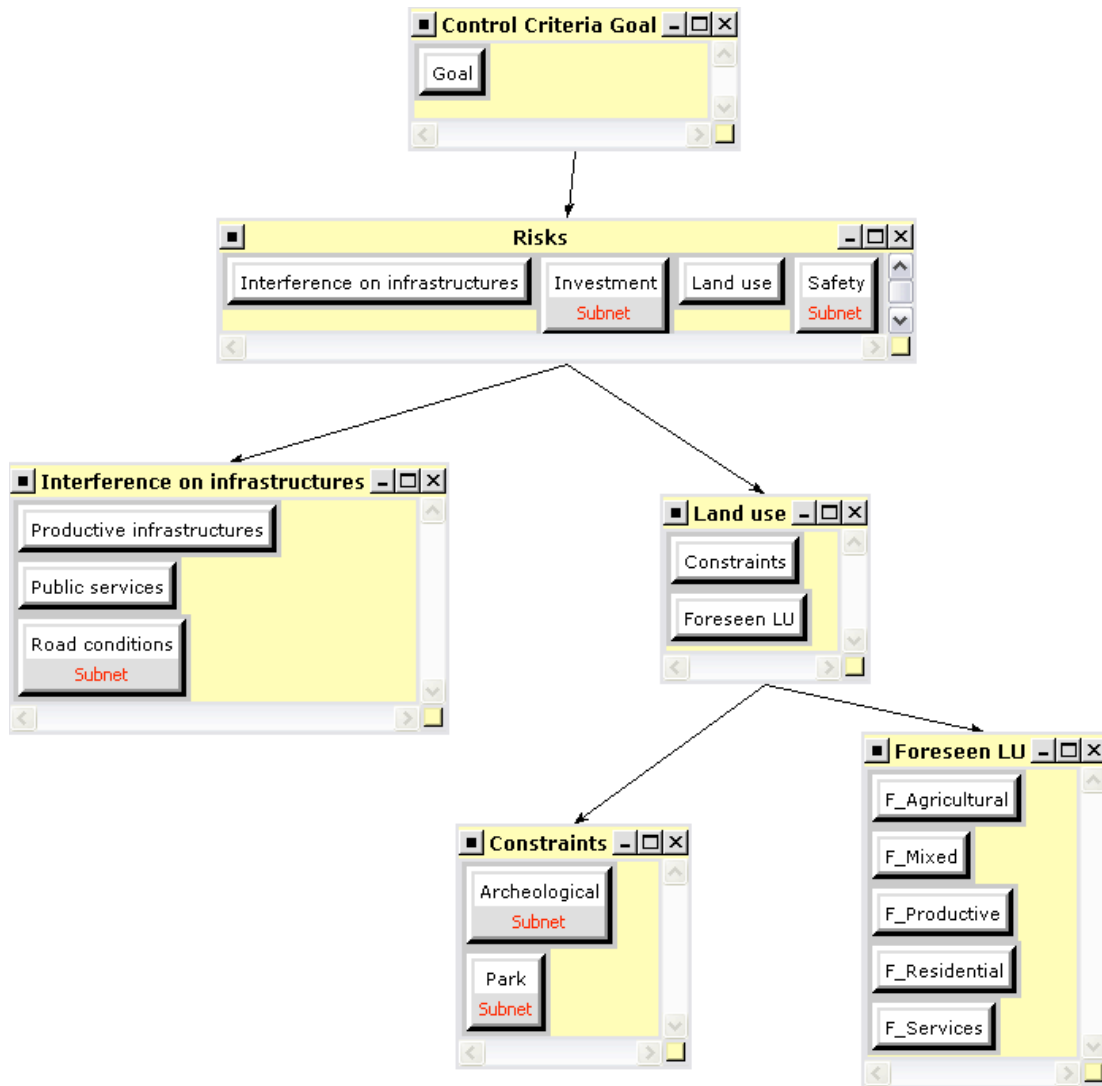 Control Criteria Goal
Goal
Risks
Interference on infrastructures
Investment
Subnet
Land use
Safety
Subnet
Interference on infrastructures
Productive infrastructures
Public services
Road conditions
Subnet
Land use
Constraints
Foreseen LU
Constraints
Archeological
Subnet
Park
Subnet
Foreseen LU
F_Agricultural
F_Mixed
F_Productive
F_Residential
F_Services